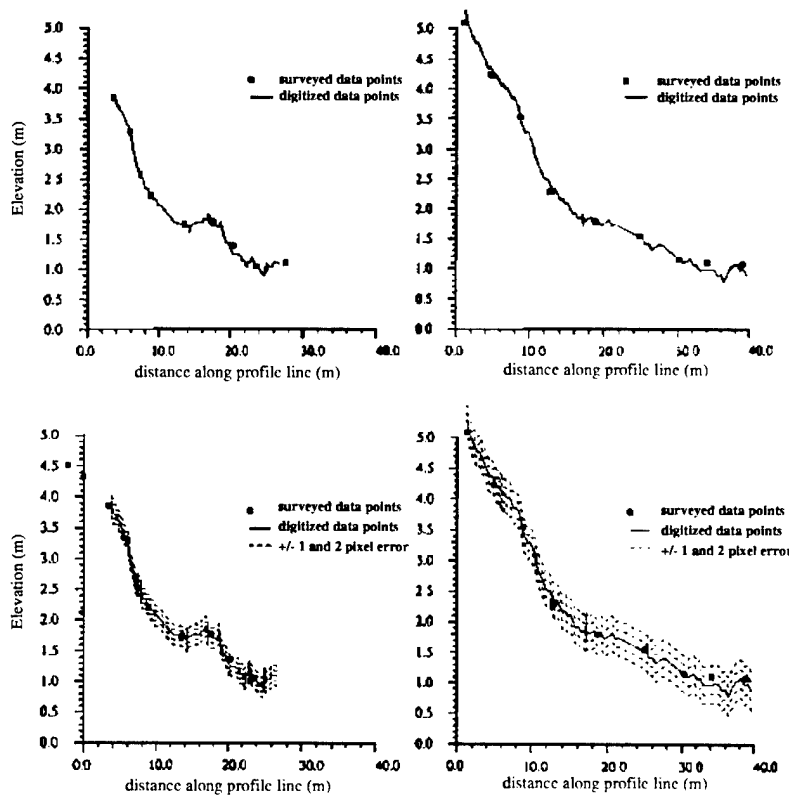 5.0
4.5
4.0
3.5
3.0
2.5
2.0
1.5
1.0
0.5
0.0
Elevation (m)
surveyed data points
digitized data points
0.0 10.0 20.0 30.0 40.0
distance along profile line (m)
5.0
4.5
4.0
3.5
3.0
2.5
2.0
1.5
1.0
0.5
0.0
surveyed data points
digitized data points
0.0 10.0 20.0 30.0 40.0
distance along profile line (m)
5.0
4.5
4.0
3.5
3.0
2.5
2.0
1.5
1.0
0.5
0.0
Elevation (m)
surveyed data points
digitized data points
+/- 1 and 2 pixel error
0.0 10.0 20.0 30.0 40.0
distance along profile line (m)
5.0
4.5
4.0
3.5
3.0
2.5
2.0
1.5
1.0
0.5
0.0
surveyed data points
digitized data points
+/- 1 and 2 pixel error
0.0 10.0 20.0 30.0 40.0
distance along profile line (m)